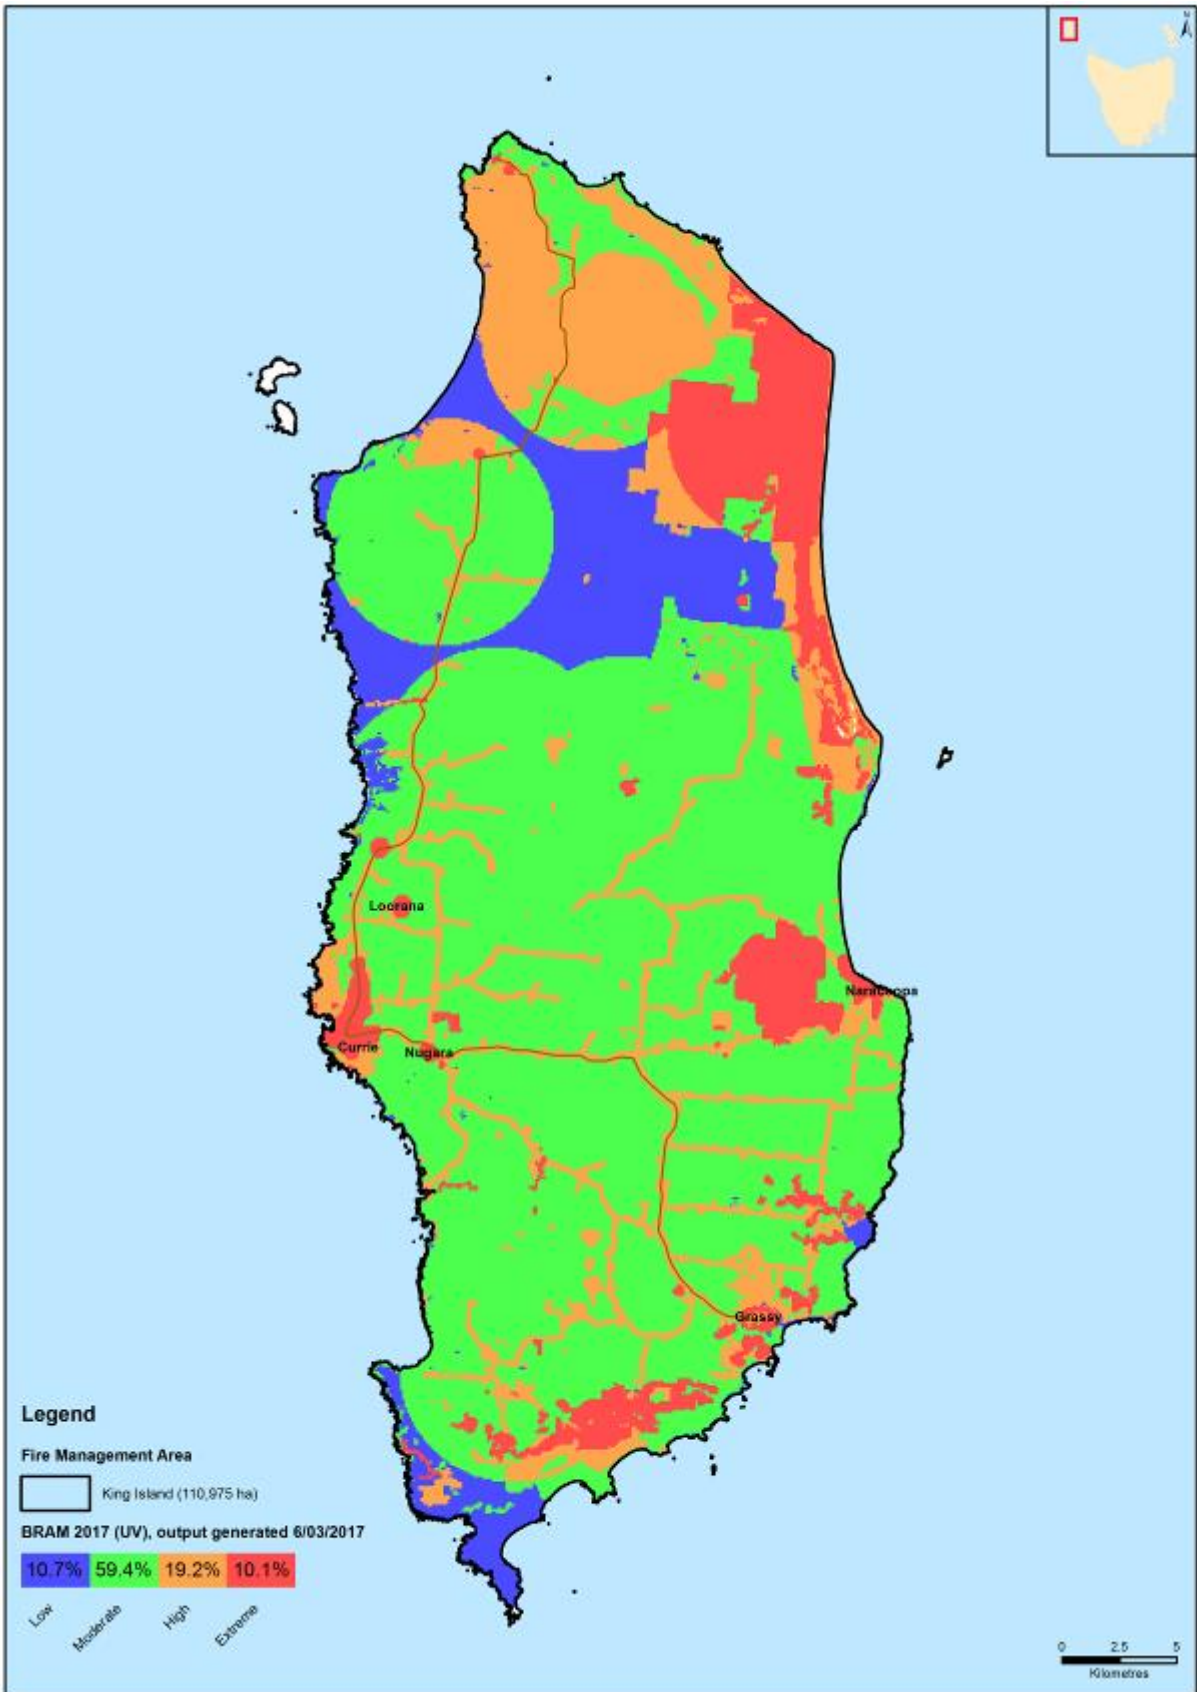 N
Loorana
Naracoopa
Currie
Nugara
Grassy
Legend
Fire Management Area
King Island (110,975 ha)
BRAM 2017 (UV), output generated 6/03/2017
10.7% 59.4% 19.2% 10.1%
Low Moderate High Extreme
0 2.5 5
Kilometres